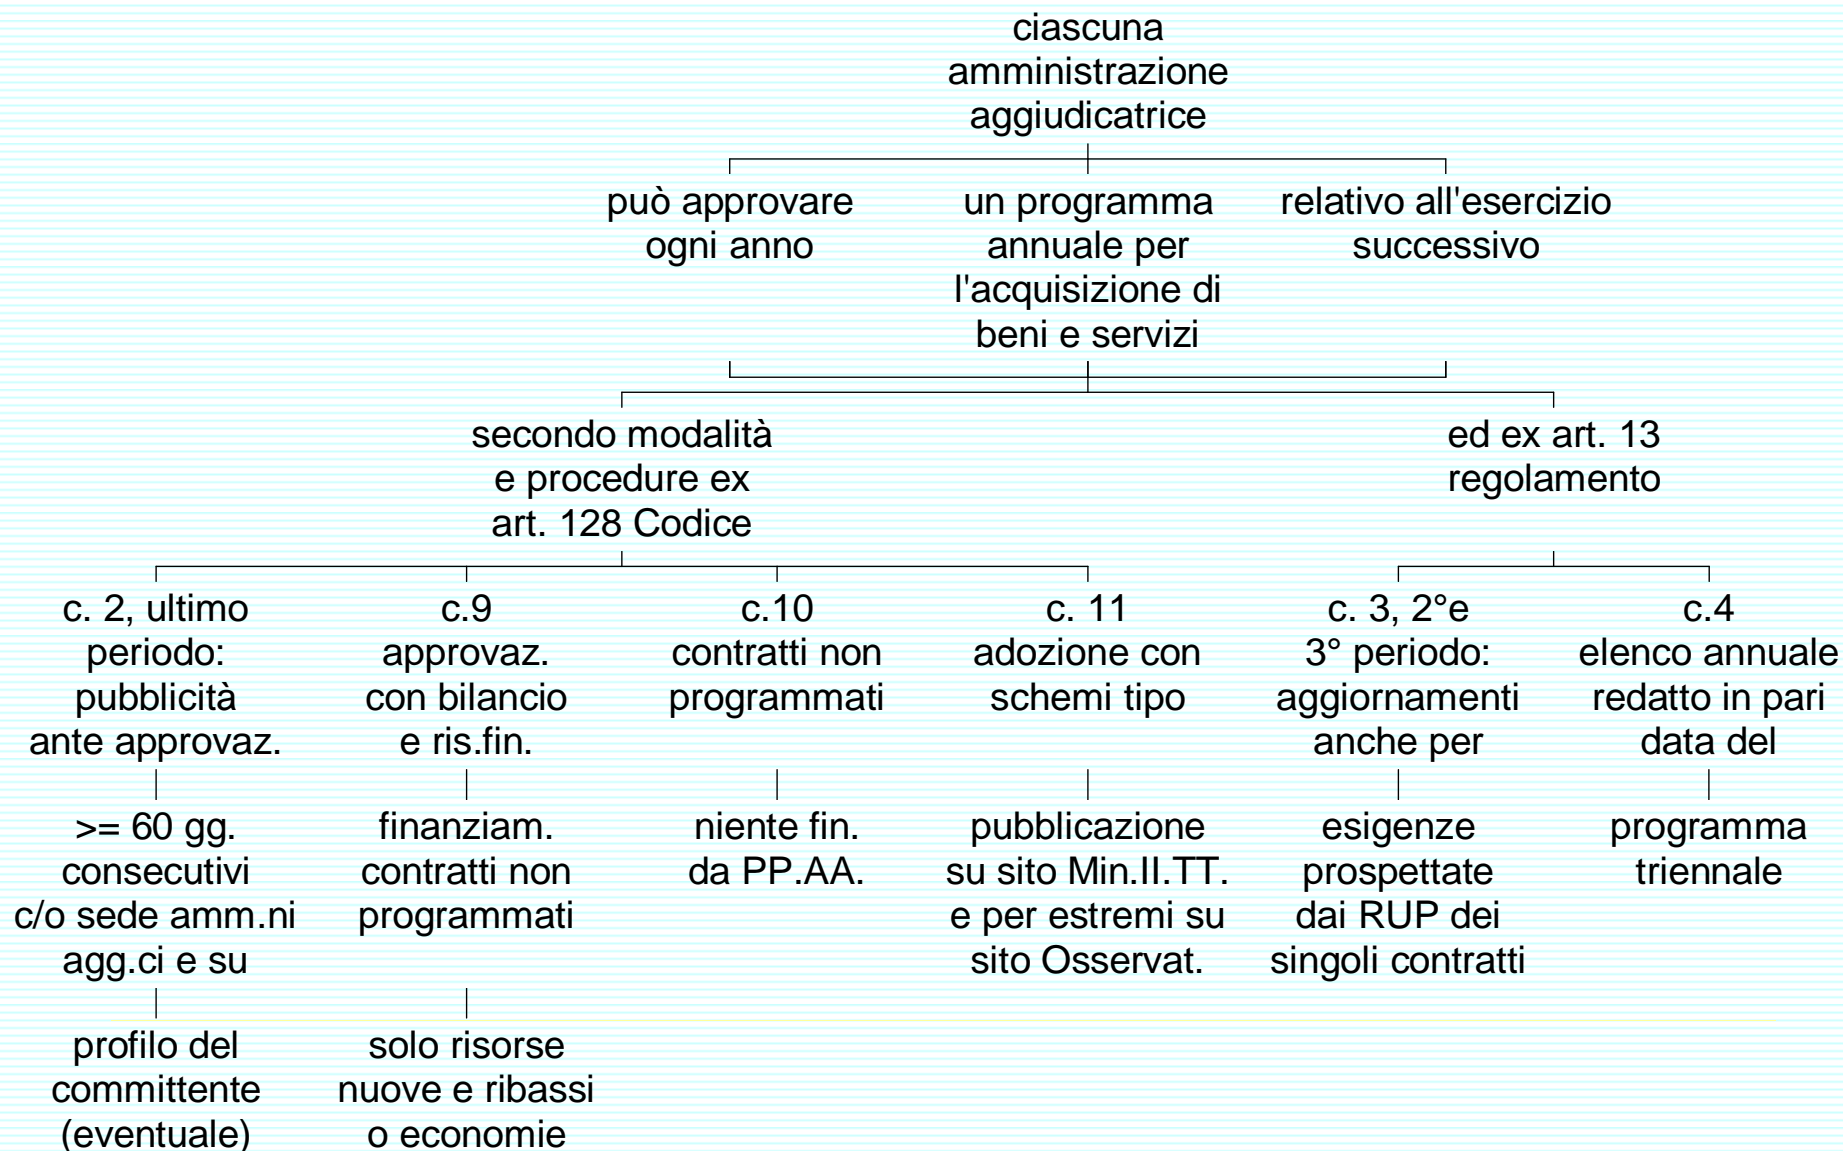 ciascuna
amministrazione
aggiudicatrice
può approvare
ogni anno
un programma
annuale per
l'acquisizione di
beni e servizi
relativo all'esercizio
successivo
secondo modalità
e procedure ex
art. 128 Codice
ed ex art. 13
regolamento
c. 2, ultimo
periodo:
pubblicità
ante approvaz.
>= 60 gg.
consecutivi
c/o sede amm.ni
agg.ci e su
profilo del
committente
(eventuale)
c.9
approvaz.
con bilancio
e ris.fin.
finanziam.
contratti non
programmati
solo risorse
nuove e ribassi
o economie
c.10
contratti non
programmati
niente fin.
da PP.AA.
c. 11
adozione con
schemi tipo
pubblicazione
su sito Min.II.TT.
e per estremi su
sito Osservat.
c. 3, 2°e
3° periodo:
aggiornamenti
anche per
esigenze
prospettate
dai RUP dei
singoli contratti
c.4
elenco annuale
redatto in pari
data del
programma
triennale